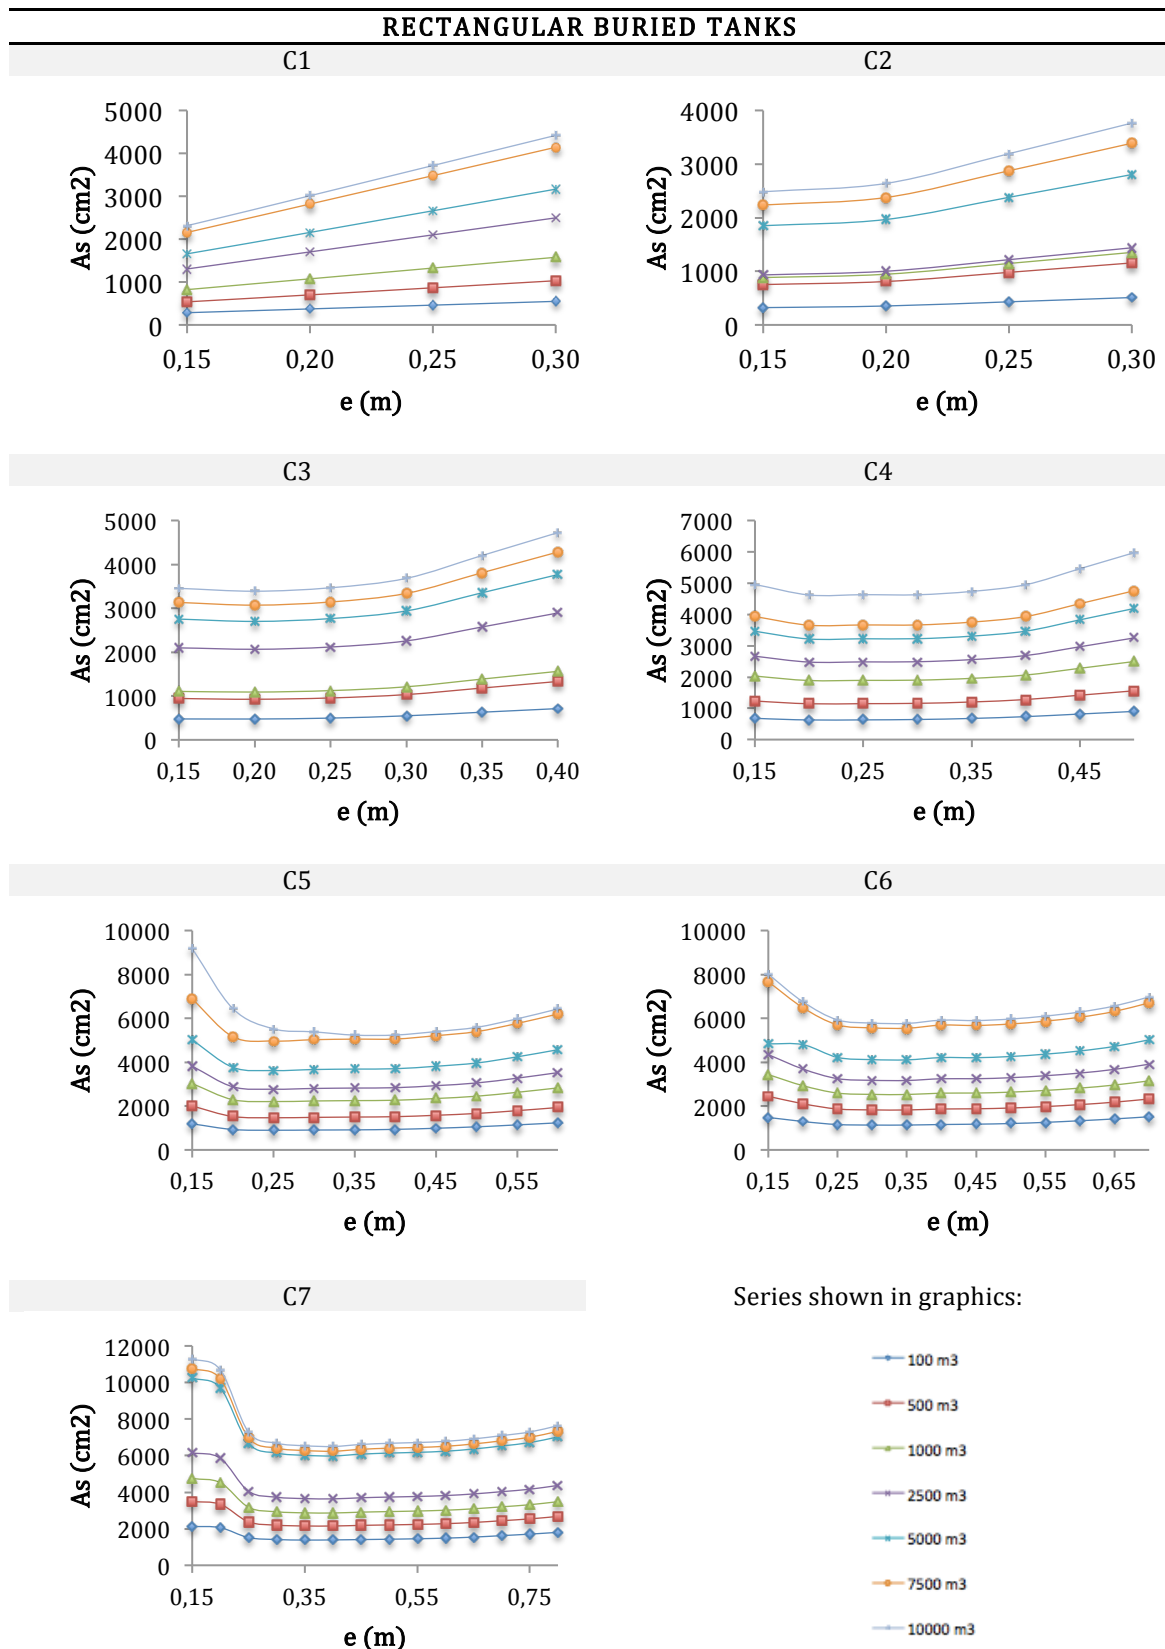 RECTANGULAR BURIED TANKS
C1 C2
5000
4000
3000
2000
1000
0
As (cm2)
0,15 0,20 0,25 0,30
e (m)
4000
3000
2000
1000
0
As (cm2)
0,15 0,20 0,25 0,30
e (m)
C3 C4
5000
4000
3000
2000
1000
0
As (cm2)
0,15 0,20 0,25 0,30 0,35 0,40
e (m)
7000
6000
5000
4000
3000
2000
1000
0
As (cm2)
0,15 0,25 0,35 0,45
e (m)
C5 C6
10000
8000
6000
4000
2000
0
As (cm2)
0,15 0,25 0,35 0,45 0,55
e (m)
10000
8000
6000
4000
2000
0
As (cm2)
0,15 0,25 0,35 0,45 0,55 0,65
e (m)
C7
12000
10000
8000
6000
4000
2000
0
As (cm2)
0,15 0,35 0,55 0,75
e (m)
Series shown in graphics:
100 m3
500 m3
1000 m3
2500 m3
5000 m3
7500 m3
10000 m3